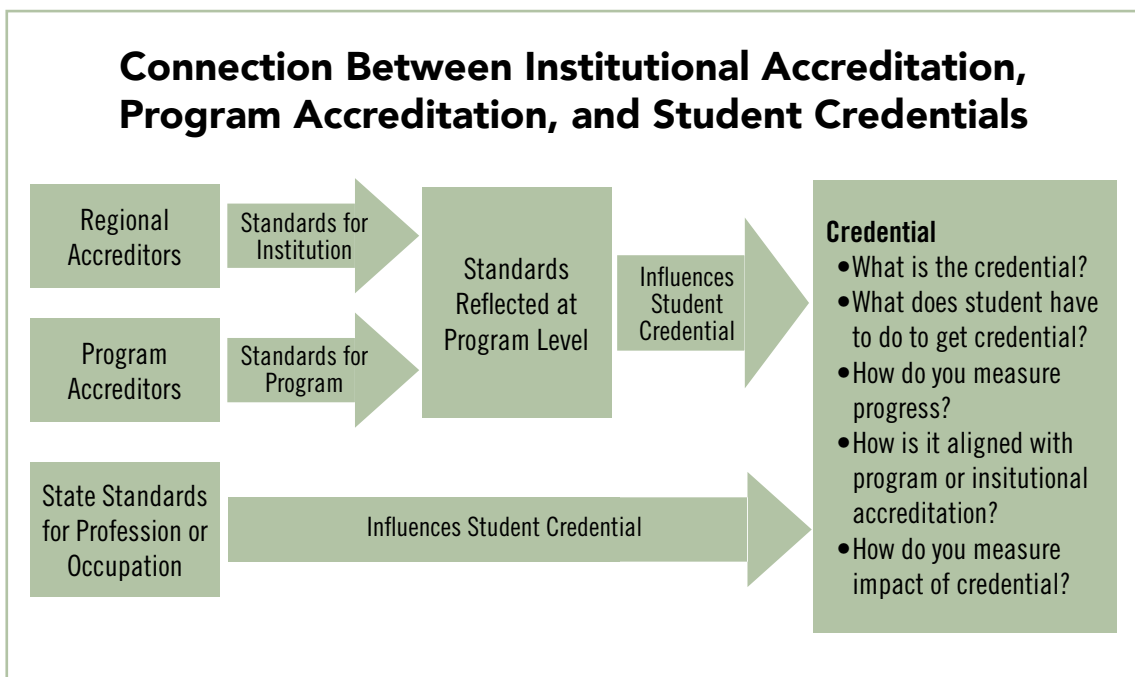 Connection Between Institutional Accreditation,
Program Accreditation, and Student Credentials
Regional
Accreditors
Standards for
Institution
Program
Accreditors
Standards for
Program
Standards
Reflected at
Program Level
Influences
Student
Credential
State Standards
for Profession or
Occupation
Influences Student Credential
Credential
•What is the credential?
•What does student have
to do to get credential?
•How do you measure
progress?
•How is it aligned with
program or insitutional
accreditation?
•How do you measure
impact of credential?